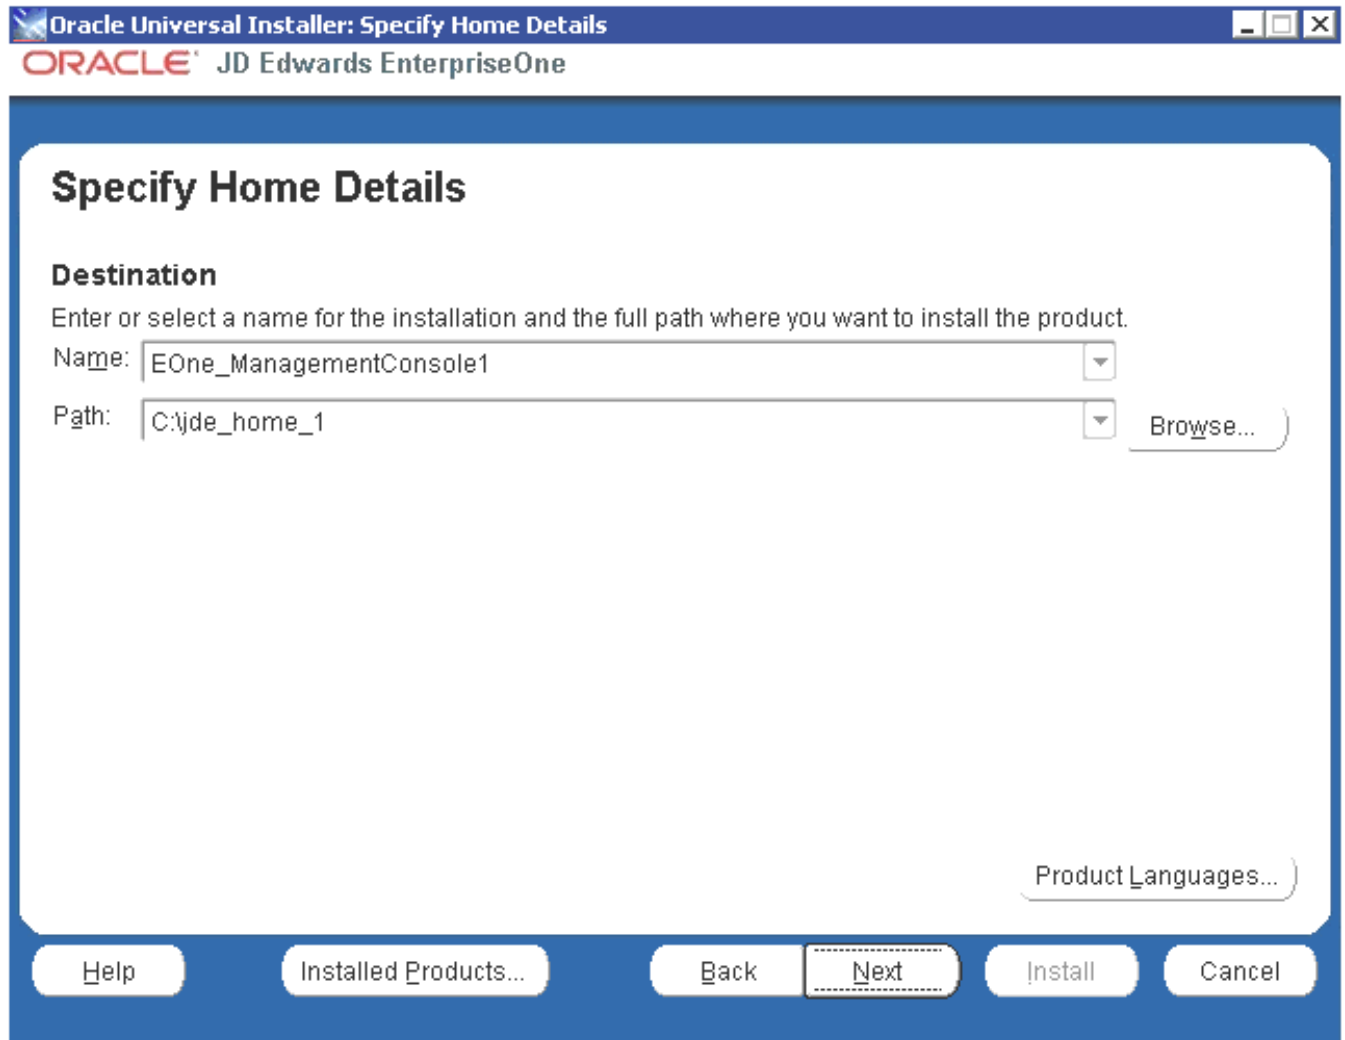 Oracle Universal Installer: Specify Home Details
ORACLE JD Edwards EnterpriseOne
Specify Home Details
Destination
Enter or select a name for the installation and the full path where you want to install the product.
Name: EOne_ManagementConsole1
Path: C:\jde_home_1 Browse...
Product Languages...
Help Installed Products... Back Next Install Cancel